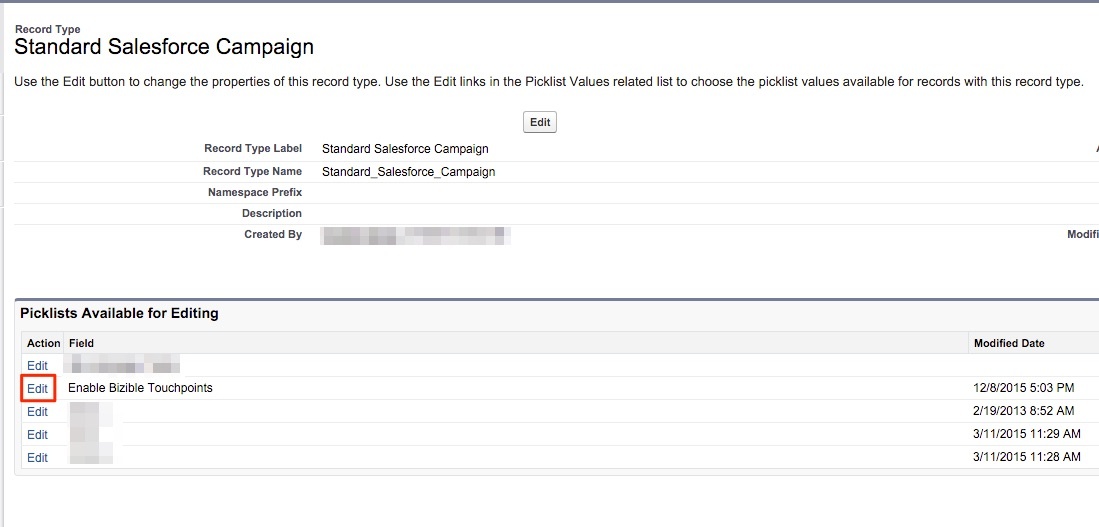 Record Type
Standard Salesforce Campaign
Use the Edit button to change the properties of this record type. Use the Edit links in the Picklist Values related list to choose the picklist values available for records with this record type.
Edit
Record Type Label Standard Salesforce Campaign
Record Type Name Standard_Salesforce_Campaign
Namespace Prefix
Description
Created By Modifi
Picklists Available for Editing
Action Field Modified Date
Edit
Edit Enable Bizible Touchpoints 12/8/2015 5:03 PM
Edit 2/19/2013 8:52 AM
Edit 3/11/2015 11:29 AM
Edit 3/11/2015 11:28 AM